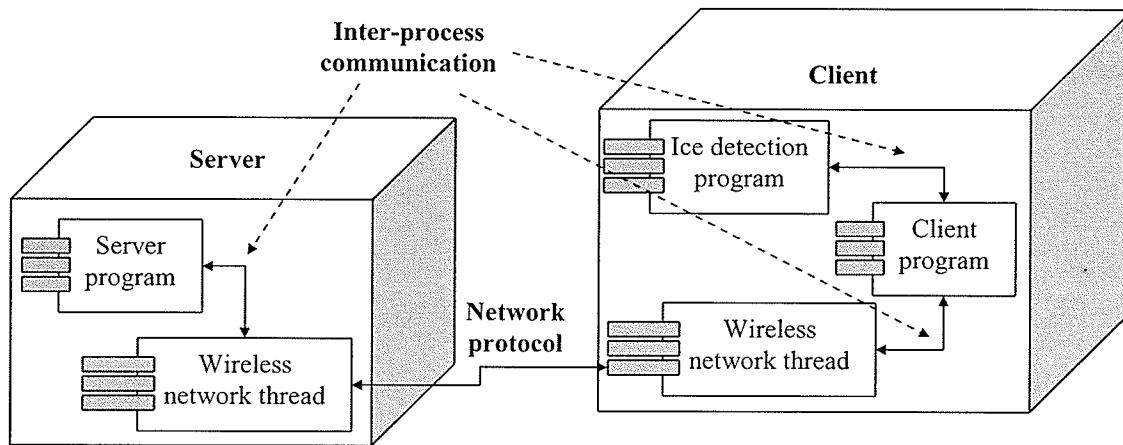 Inter-process
communication
Client
Server
Ice detection
program
Server
program
Client
program
Network
protocol
Wireless
network thread
Wireless
network thread